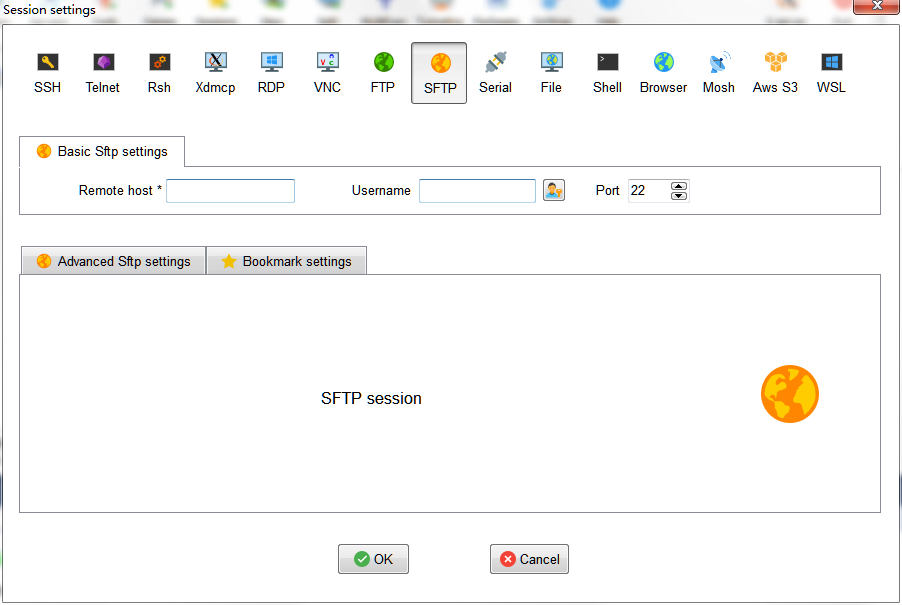 Session settings
SSH Telnet Rsh Xdmcp RDP VNC FTP SFTP Serial File Shell Browser Mosh Aws S3 WSL
Basic Sftp settings
Remote host * Username Port 22
Advanced Sftp settings Bookmark settings
SFTP session
OK Cancel